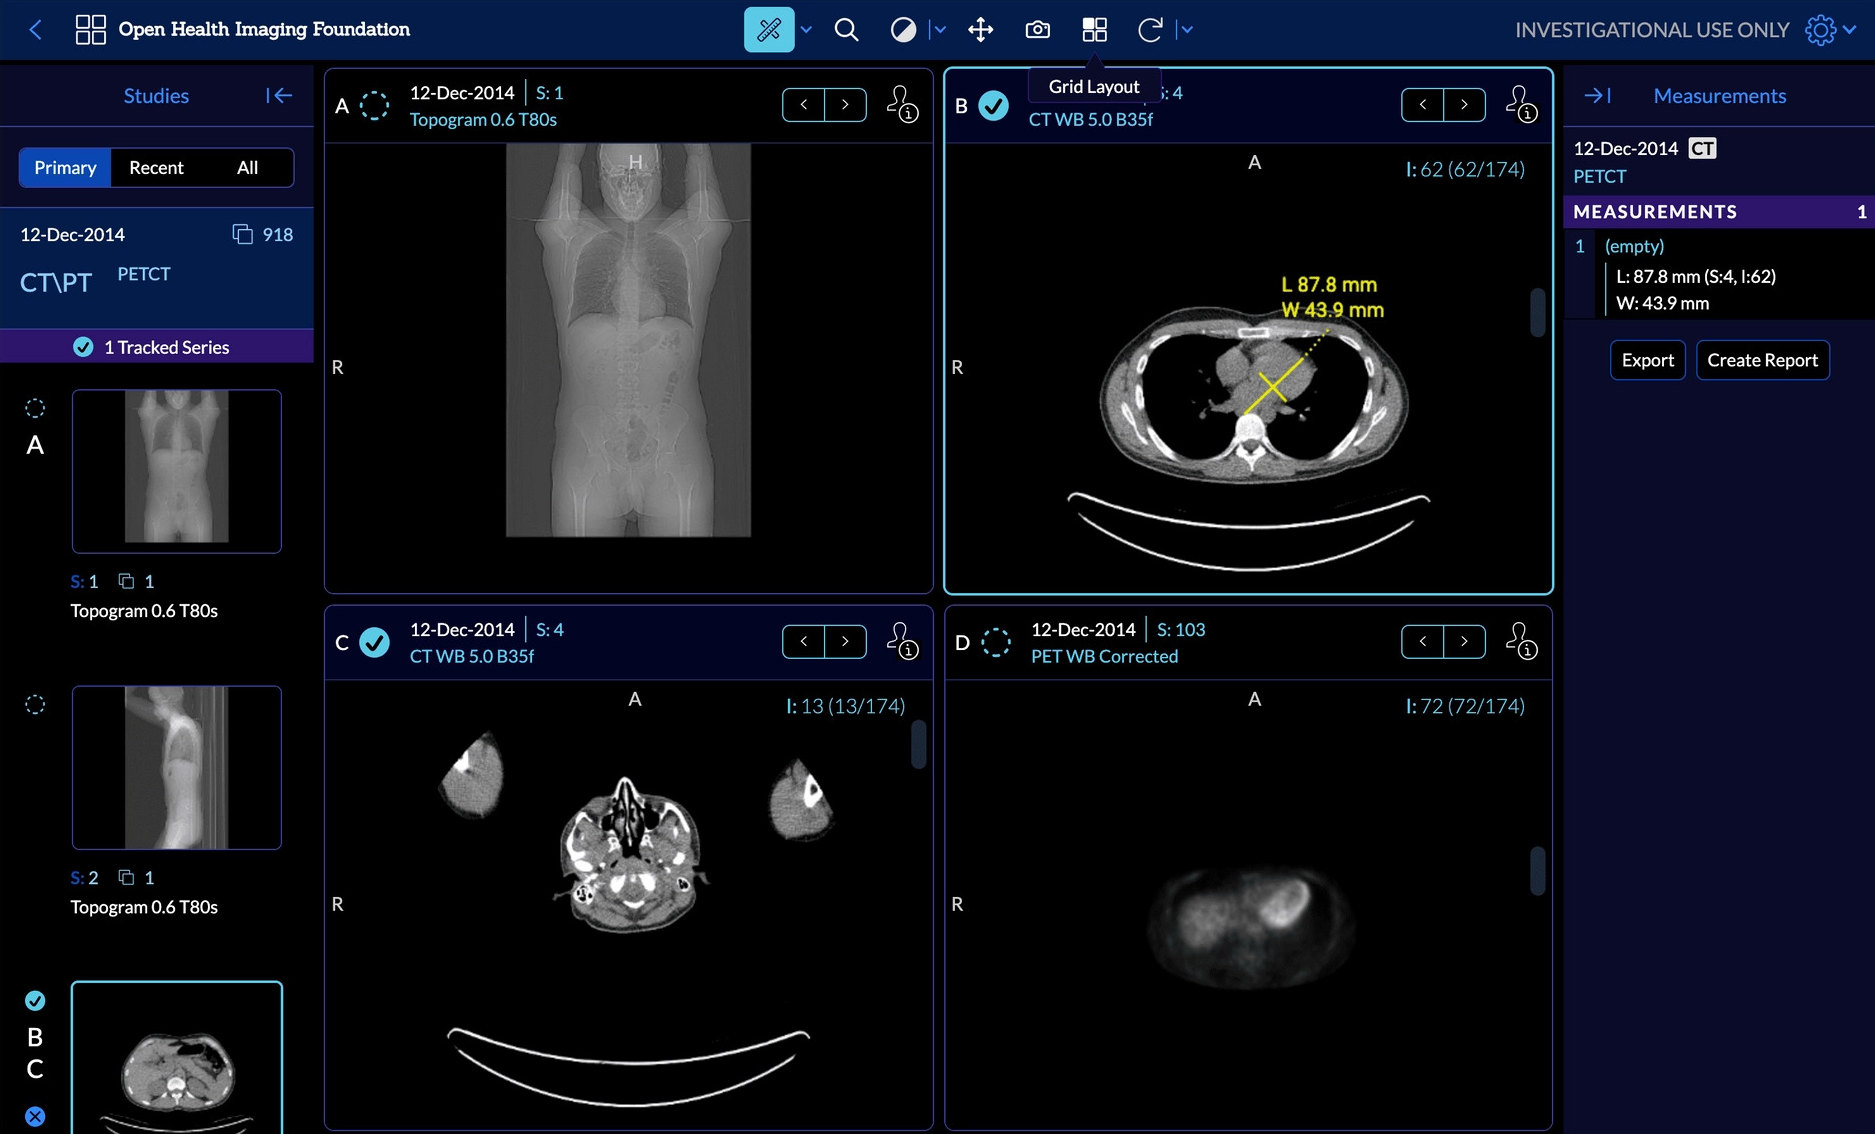 Open Health Imaging Foundation
INVESTIGATIONAL USE ONLY
Grid Layout
Studies
Primary Recent All
12-Dec-2014 918
CT\PT PETCT
1 Tracked Series
A
S: 1 1
Topogram 0.6 T80s
S: 2 1
Topogram 0.6 T80s
B
C
A 12-Dec-2014 S: 1
Topogram 0.6 T80s
H
R
B S: 4
CT WB 5.0 B35f
A I: 62 (62/174)
L 87.8 mm
W 43.9 mm
R
C 12-Dec-2014 S: 4
CT WB 5.0 B35f
A I: 13 (13/174)
R
D 12-Dec-2014 S: 103
PET WB Corrected
A I: 72 (72/174)
R
Measurements
12-Dec-2014 CT
PETCT
MEASUREMENTS 1
1 (empty)
L: 87.8 mm (S:4, I:62)
W: 43.9 mm
Export Create Report